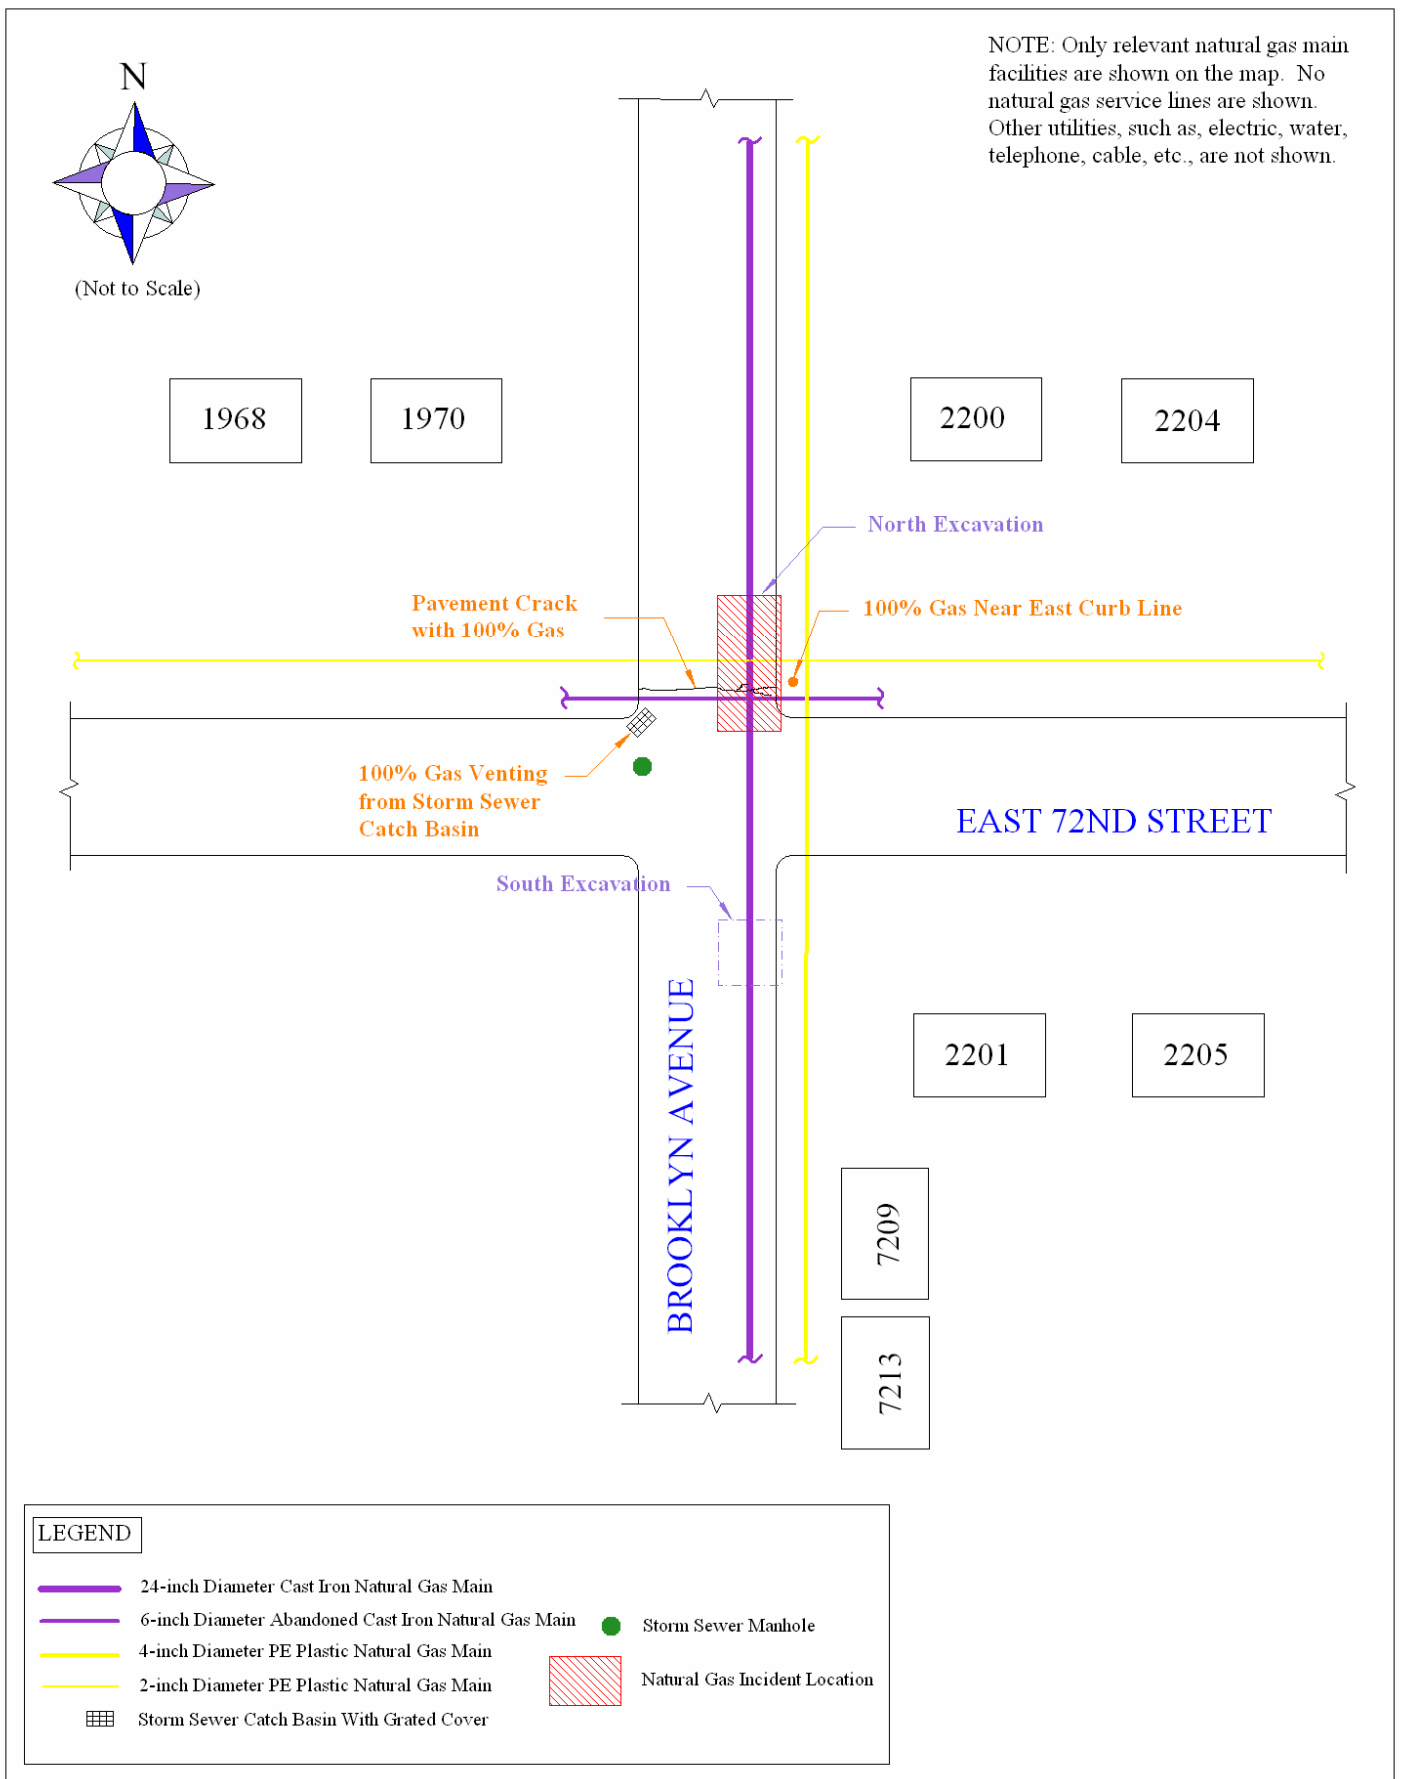 NOTE: Only relevant natural gas main
facilities are shown on the map. No
natural gas service lines are shown.
Other utilities, such as, electric, water,
telephone, cable, etc., are not shown.
N
(Not to Scale)
1968
1970
2200
2204
North Excavation
Pavement Crack
with 100% Gas
100% Gas Near East Curb Line
100% Gas Venting
from Storm Sewer
Catch Basin
EAST 72ND STREET
South Excavation
BROOKLYN AVENUE
2201
2205
7209
7213
LEGEND
24-inch Diameter Cast Iron Natural Gas Main
6-inch Diameter Abandoned Cast Iron Natural Gas Main
4-inch Diameter PE Plastic Natural Gas Main
2-inch Diameter PE Plastic Natural Gas Main
Storm Sewer Catch Basin With Grated Cover
Storm Sewer Manhole
Natural Gas Incident Location